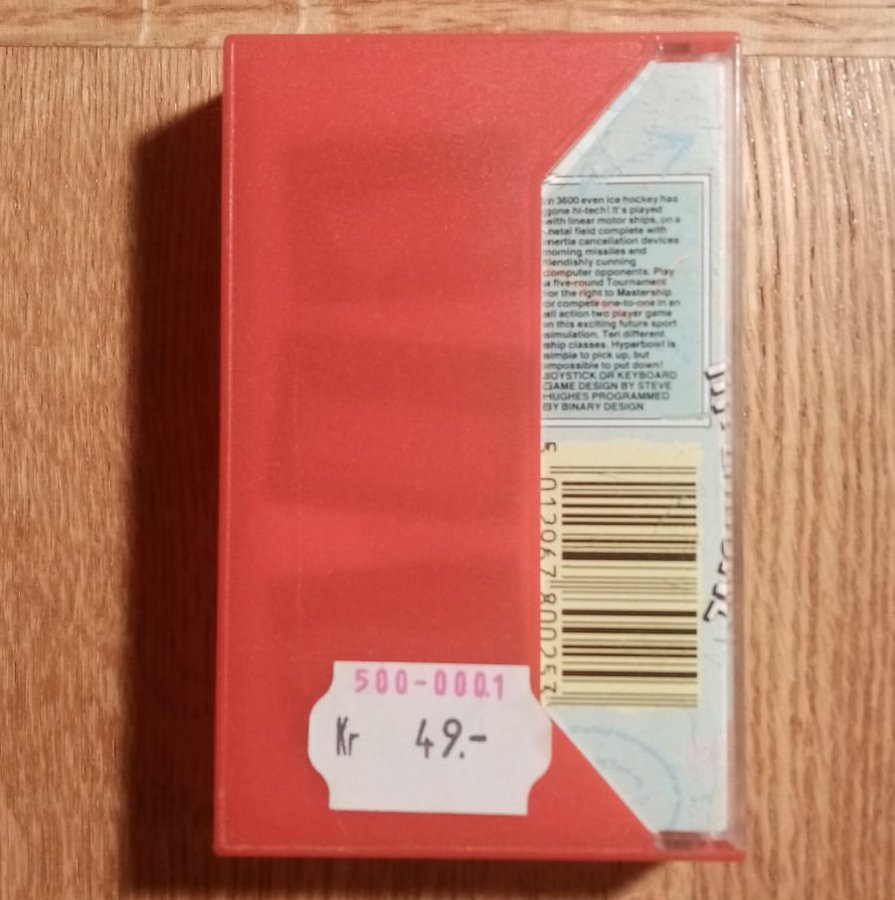 in 3600 even ice hockey has
gone hi-tech! It's played
with linear motor ships, on a
metal field complete with
inertia cancellation devices
homing missiles and
fiendishly cunning
computer opponents. Play
a five-round Tournament
for the right to Mastership
or compete one-to-one in an
all action two player game
in this exciting future sport
simulation. Ten different
ship classes. Hyperbowl is
simple to pick up, but
impossible to put down!
JOYSTICK OR KEYBOARD
GAME DESIGN BY STEVE
HUGHES PROGRAMMED
BY BINARY DESIGN
5 012967 800253
500-0001
Kr 49.-